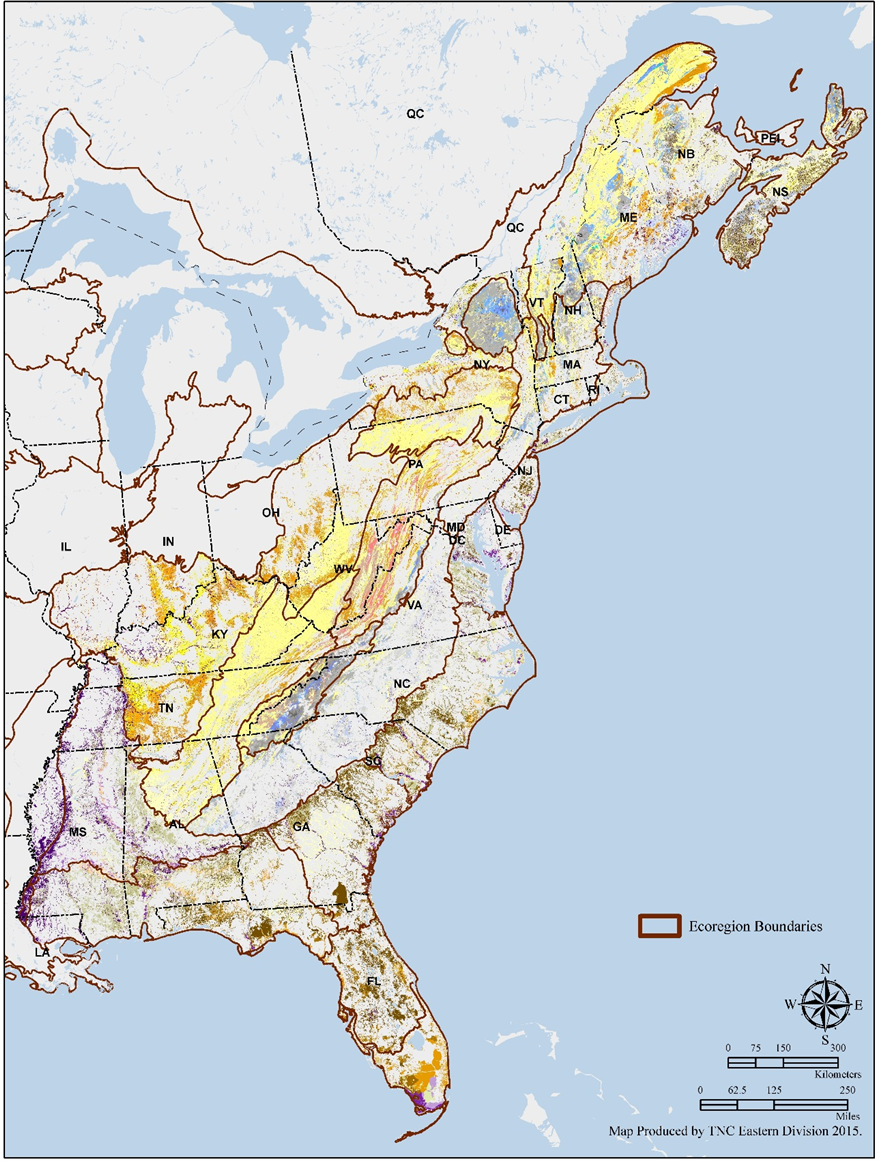 QC
NB
PEI
NS
ME
QC
VT
NH
NY
MA
CT
RI
PA
NJ
OH
MD
DE
DC
IL
IN
WV
VA
KY
NC
TN
SC
MS
AL
GA
LA
FL
Ecoregion Boundaries
N
W E
S
0 75 150 300
Kilometers
0 62.5 125 250
Miles
Map Produced by TNC Eastern Division 2015.